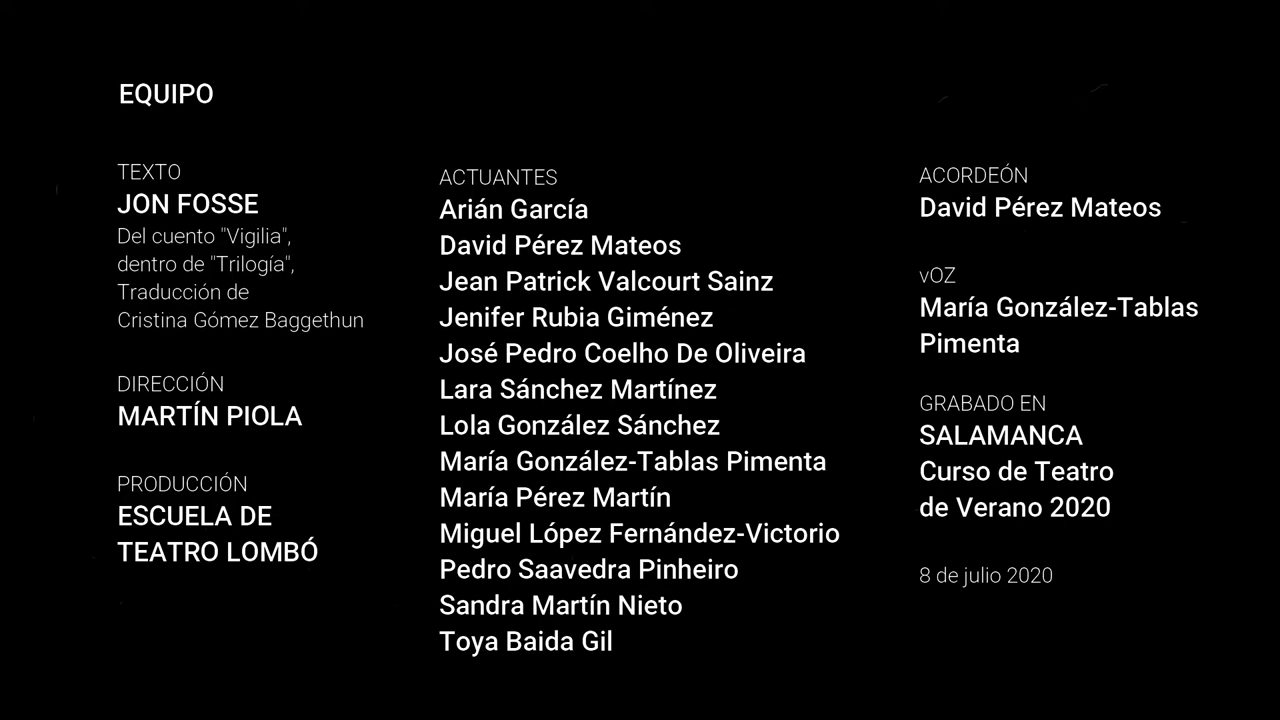 EQUIPO
TEXTO
JON FOSSE
Del cuento "Vigilia",
dentro de "Trilogía",
Traducción de
Cristina Gómez Baggethun
DIRECCIÓN
MARTÍN PIOLA
PRODUCCIÓN
ESCUELA DE
TEATRO LOMBÓ
ACTUANTES
Arián García
David Pérez Mateos
Jean Patrick Valcourt Sainz
Jenifer Rubia Giménez
José Pedro Coelho De Oliveira
Lara Sánchez Martínez
Lola González Sánchez
María González-Tablas Pimenta
María Pérez Martín
Miguel López Fernández-Victorio
Pedro Saavedra Pinheiro
Sandra Martín Nieto
Toya Baida Gil
ACORDEÓN
David Pérez Mateos
vOZ
María González-Tablas
Pimenta
GRABADO EN
SALAMANCA
Curso de Teatro
de Verano 2020
8 de julio 2020